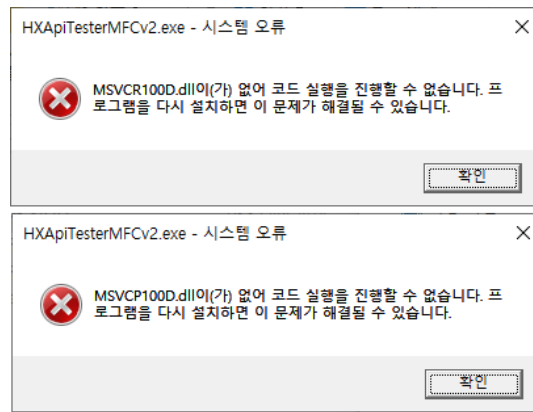 HXApiTesterMFCv2.exe - 시스템 오류
MSVCR100D.dll이(가) 없어 코드 실행을 진행할 수 없습니다. 프
로그램을 다시 설치하면 이 문제가 해결될 수 있습니다.
확인
HXApiTesterMFCv2.exe - 시스템 오류
MSVCP100D.dll이(가) 없어 코드 실행을 진행할 수 없습니다. 프
로그램을 다시 설치하면 이 문제가 해결될 수 있습니다.
확인